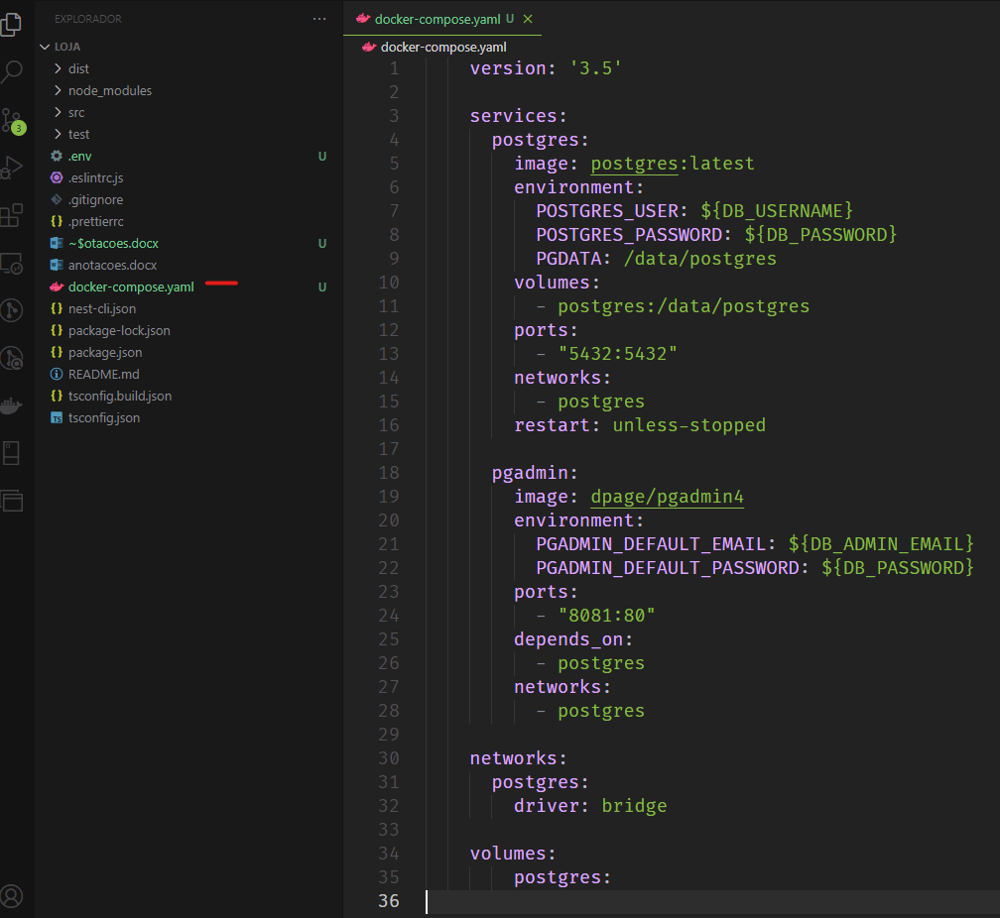 EXPLORADOR ···
LOJA
dist
node_modules
src
test
.env U
.eslintrc.js
.gitignore
.prettierrc
~$otacoes.docx U
anotacoes.docx
docker-compose.yaml U
nest-cli.json
package-lock.json
package.json
README.md
tsconfig.build.json
tsconfig.json
3
docker-compose.yaml U ×
docker-compose.yaml
1 version: '3.5'
2
3 services:
4   postgres:
5     image: postgres:latest
6     environment:
7       POSTGRES_USER: ${DB_USERNAME}
8       POSTGRES_PASSWORD: ${DB_PASSWORD}
9       PGDATA: /data/postgres
10     volumes:
11       - postgres:/data/postgres
12     ports:
13       - "5432:5432"
14     networks:
15       - postgres
16     restart: unless-stopped
17
18   pgadmin:
19     image: dpage/pgadmin4
20     environment:
21       PGADMIN_DEFAULT_EMAIL: ${DB_ADMIN_EMAIL}
22       PGADMIN_DEFAULT_PASSWORD: ${DB_PASSWORD}
23     ports:
24       - "8081:80"
25     depends_on:
26       - postgres
27     networks:
28       - postgres
29
30 networks:
31   postgres:
32     driver: bridge
33
34 volumes:
35     postgres:
36